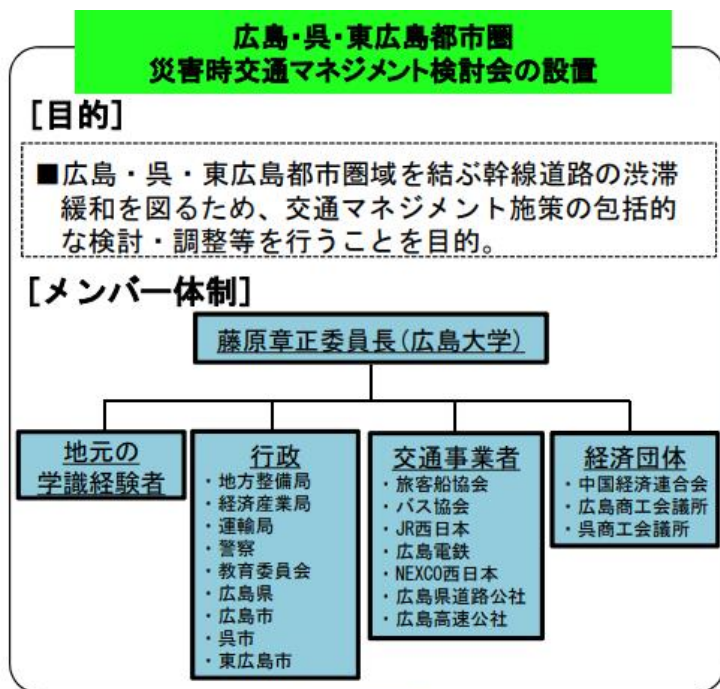 広島・呉・東広島都市圏
災害時交通マネジメント検討会の設置
[目的]
■広島・呉・東広島都市圏域を結ぶ幹線道路の渋滞
緩和を図るため、交通マネジメント施策の包括的
な検討・調整等を行うことを目的。
[メンバー体制]
藤原章正委員長(広島大学)
地元の
学識経験者
行政
・地方整備局
・経済産業局
・運輸局
・警察
・教育委員会
・広島県
・広島市
・呉市
・東広島市
交通事業者
・旅客船協会
・バス協会
・JR西日本
・広島電鉄
・NEXCO西日本
・広島県道路公社
・広島高速公社
経済団体
・中国経済連合会
・広島商工会議所
・呉商工会議所